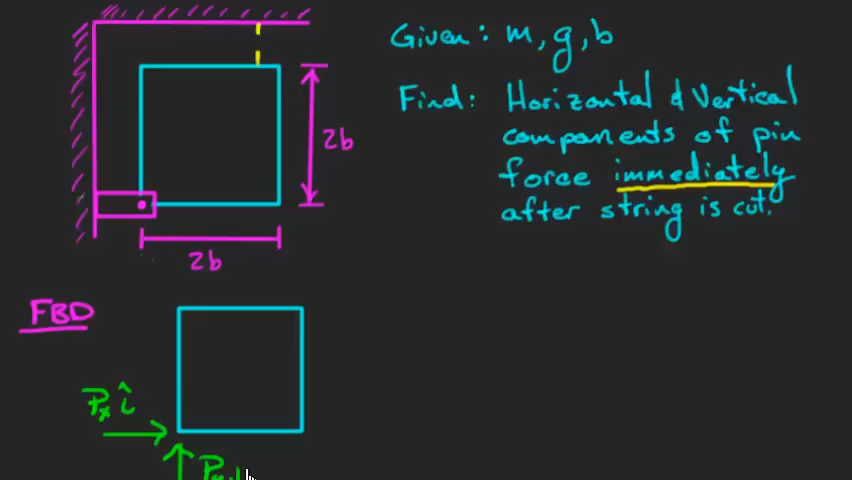 Given: m, g, b
Find: Horizontal & Vertical
components of pin
force immediately
after string is cut.
2b
2b
FBD
Pₓ î